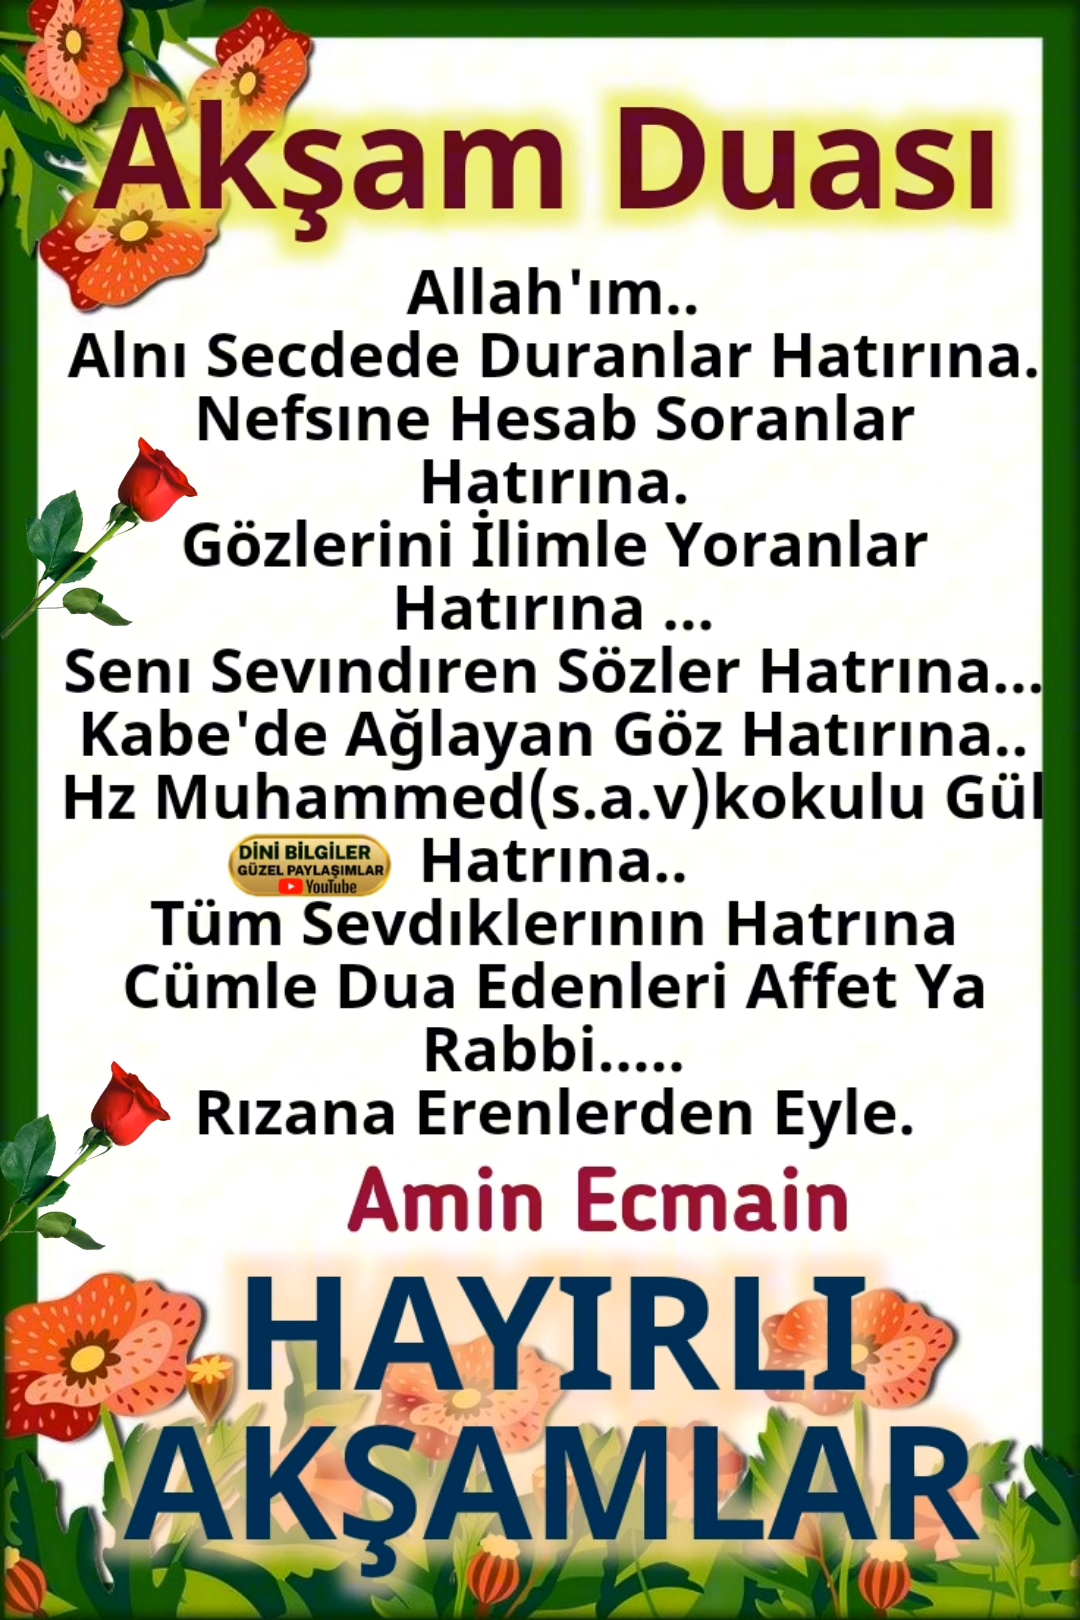 Akşam Duası
Allah'ım..
Alnı Secdede Duranlar Hatırına.
Nefsıne Hesab Soranlar
Hatırına.
Gözlerini İlimle Yoranlar
Hatırına ...
Senı Sevındıren Sözler Hatrına...
Kabe'de Ağlayan Göz Hatırına..
Hz Muhammed(s.a.v)kokulu Gül
Hatrına..
DİNİ BİLGİLER
GÜZEL PAYLAŞIMLAR
YouTube
Tüm Sevdıklerının Hatrına
Cümle Dua Edenleri Affet Ya
Rabbi.....
Rızana Erenlerden Eyle.
Amin Ecmain
HAYIRLI
AKŞAMLAR